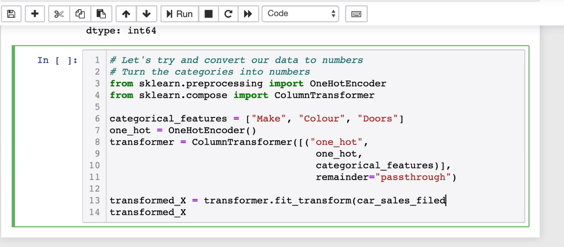 Run
Code
dtype: int64
In [ ]:
1 # Let's try and convert our data to numbers
2 # Turn the categories into numbers
3 from sklearn.preprocessing import OneHotEncoder
4 from sklearn.compose import ColumnTransformer
5
6 categorical_features = ["Make", "Colour", "Doors"]
7 one_hot = OneHotEncoder()
8 transformer = ColumnTransformer([("one_hot",
9 one_hot,
10 categorical_features)],
11 remainder="passthrough")
12
13 transformed_X = transformer.fit_transform(car_sales_filed
14 transformed_X